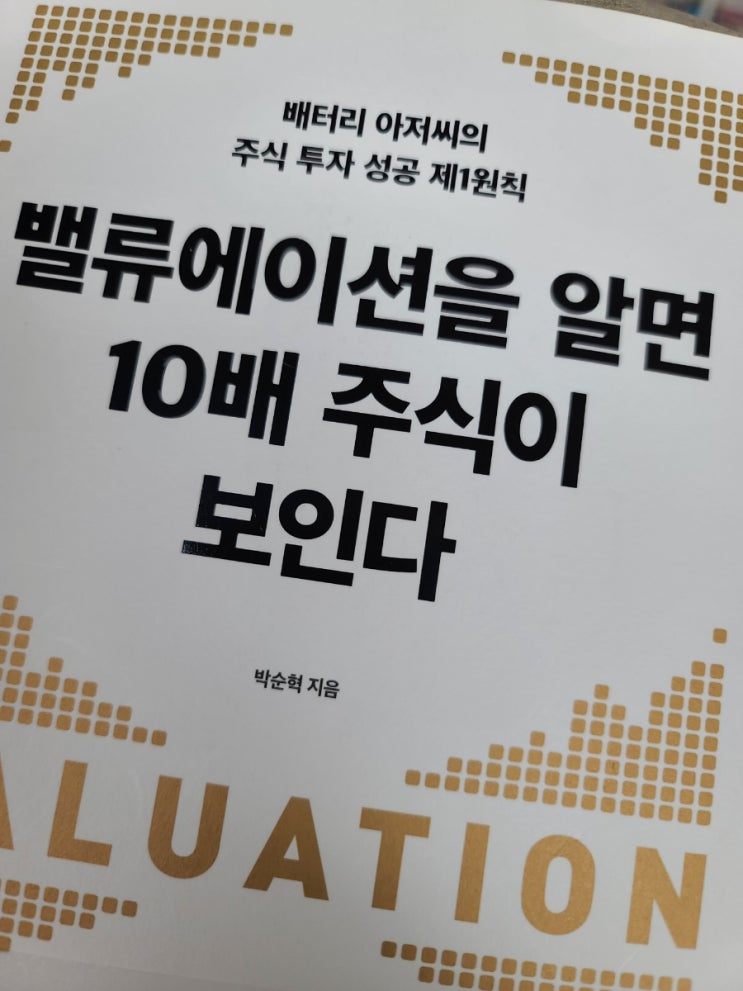 배터리 아저씨의
주식 투자 성공 제1원칙
밸류에이션을 알면
10배 주식이
보인다
박순혁 지음
ALUATION